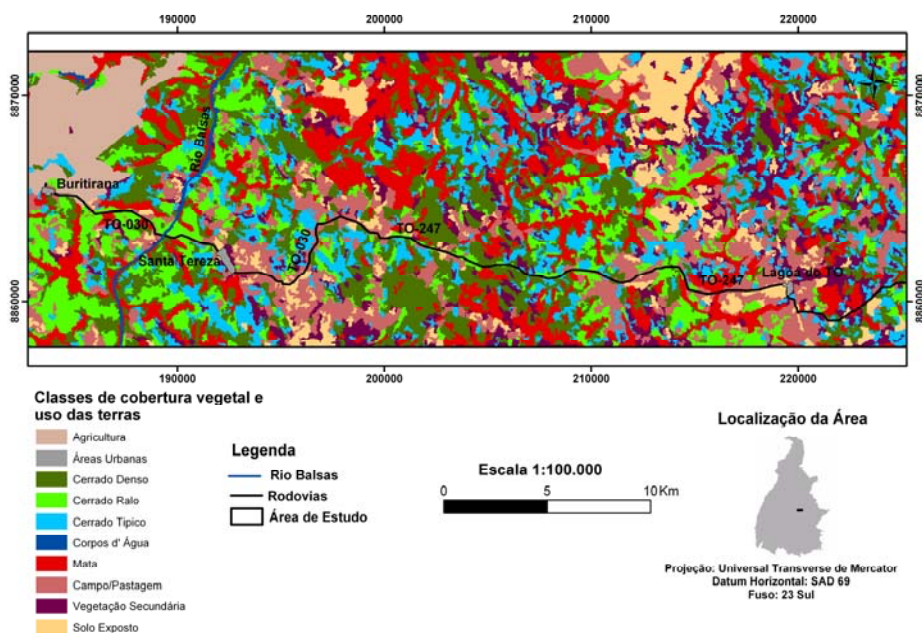 190000 200000 210000 220000
8870000
8870000
Rio Balsas
Buritirana
TO-030
Santa Tereza
TO-030
TO-247
TO-247
Lagoa do TO
8860000
8860000
190000 200000 210000 220000
Classes de cobertura vegetal e
uso das terras
Agricultura
Áreas Urbanas
Cerrado Denso
Cerrado Ralo
Cerrado Tipico
Corpos d' Água
Mata
Campo/Pastagem
Vegetação Secundária
Solo Exposto
Legenda
Rio Balsas
Rodovias
Área de Estudo
Escala 1:100.000
0 5 10 Km
Localização da Área
Projeção: Universal Transverse de Mercator
Datum Horizontal: SAD 69
Fuso: 23 Sul